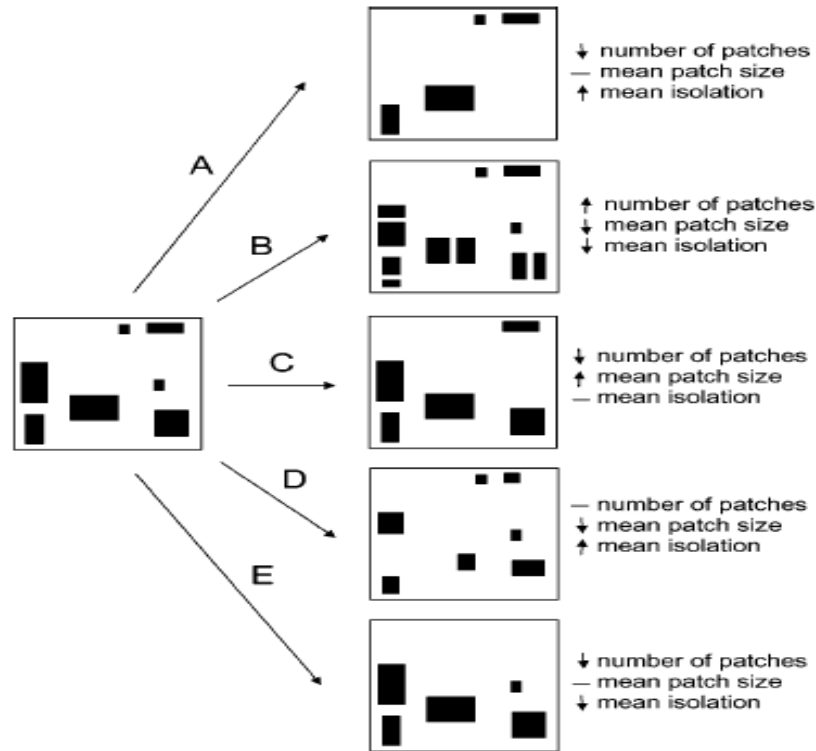 ↓ number of patches
— mean patch size
↑ mean isolation
A
↑ number of patches
↓ mean patch size
↓ mean isolation
B
C
↓ number of patches
↑ mean patch size
— mean isolation
D
— number of patches
↓ mean patch size
↑ mean isolation
E
↓ number of patches
— mean patch size
↓ mean isolation